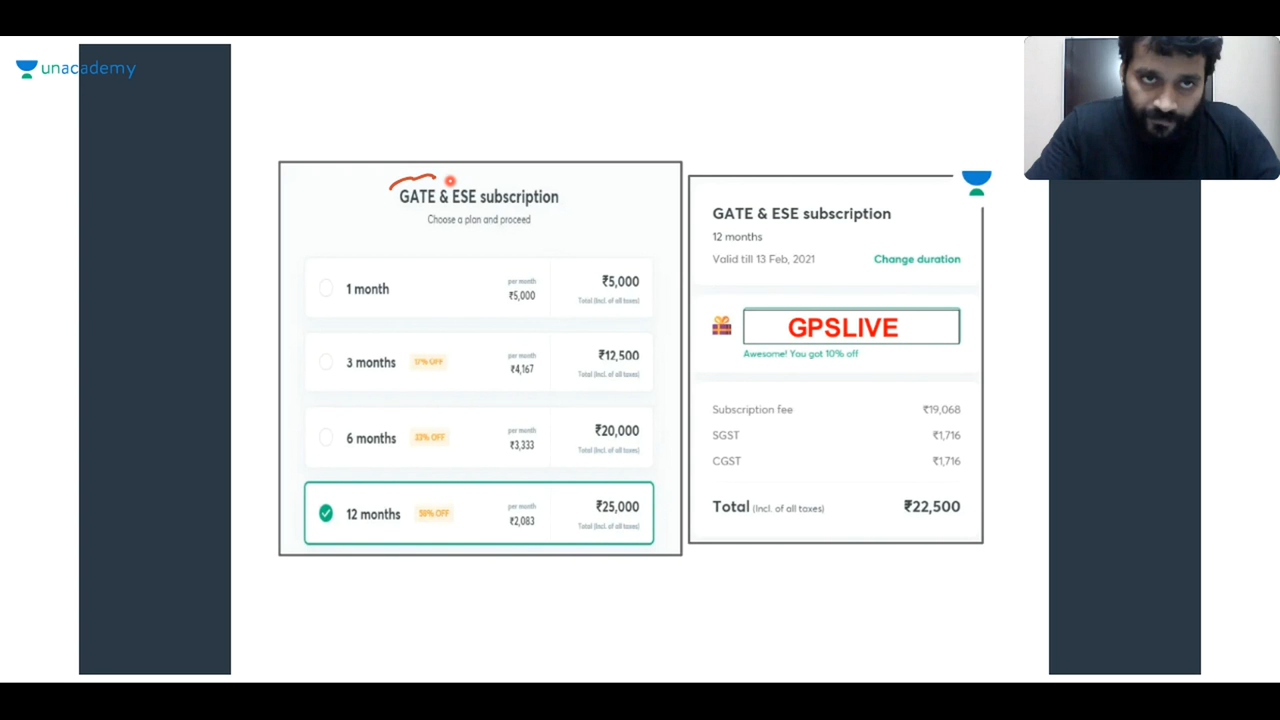 unacademy
GATE & ESE subscription
Choose a plan and proceed
1 month
per month
₹5,000
₹5,000
Total (Incl. of all taxes)
3 months
17% OFF
per month
₹4,167
₹12,500
Total (Incl. of all taxes)
6 months
33% OFF
per month
₹3,333
₹20,000
Total (Incl. of all taxes)
12 months
58% OFF
per month
₹2,083
₹25,000
Total (Incl. of all taxes)
GATE & ESE subscription
12 months
Valid till 13 Feb, 2021 Change duration
GPSLIVE
Awesome! You got 10% off
Subscription fee ₹19,068
SGST ₹1,716
CGST ₹1,716
Total (Incl. of all taxes) ₹22,500